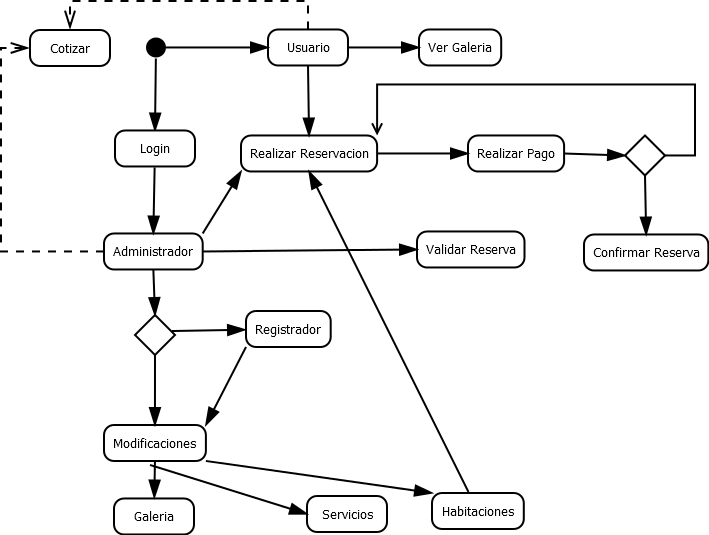 Cotizar
Usuario
Ver Galeria
Login
Realizar Reservacion
Realizar Pago
Administrador
Validar Reserva
Confirmar Reserva
Registrador
Modificaciones
Galeria
Servicios
Habitaciones